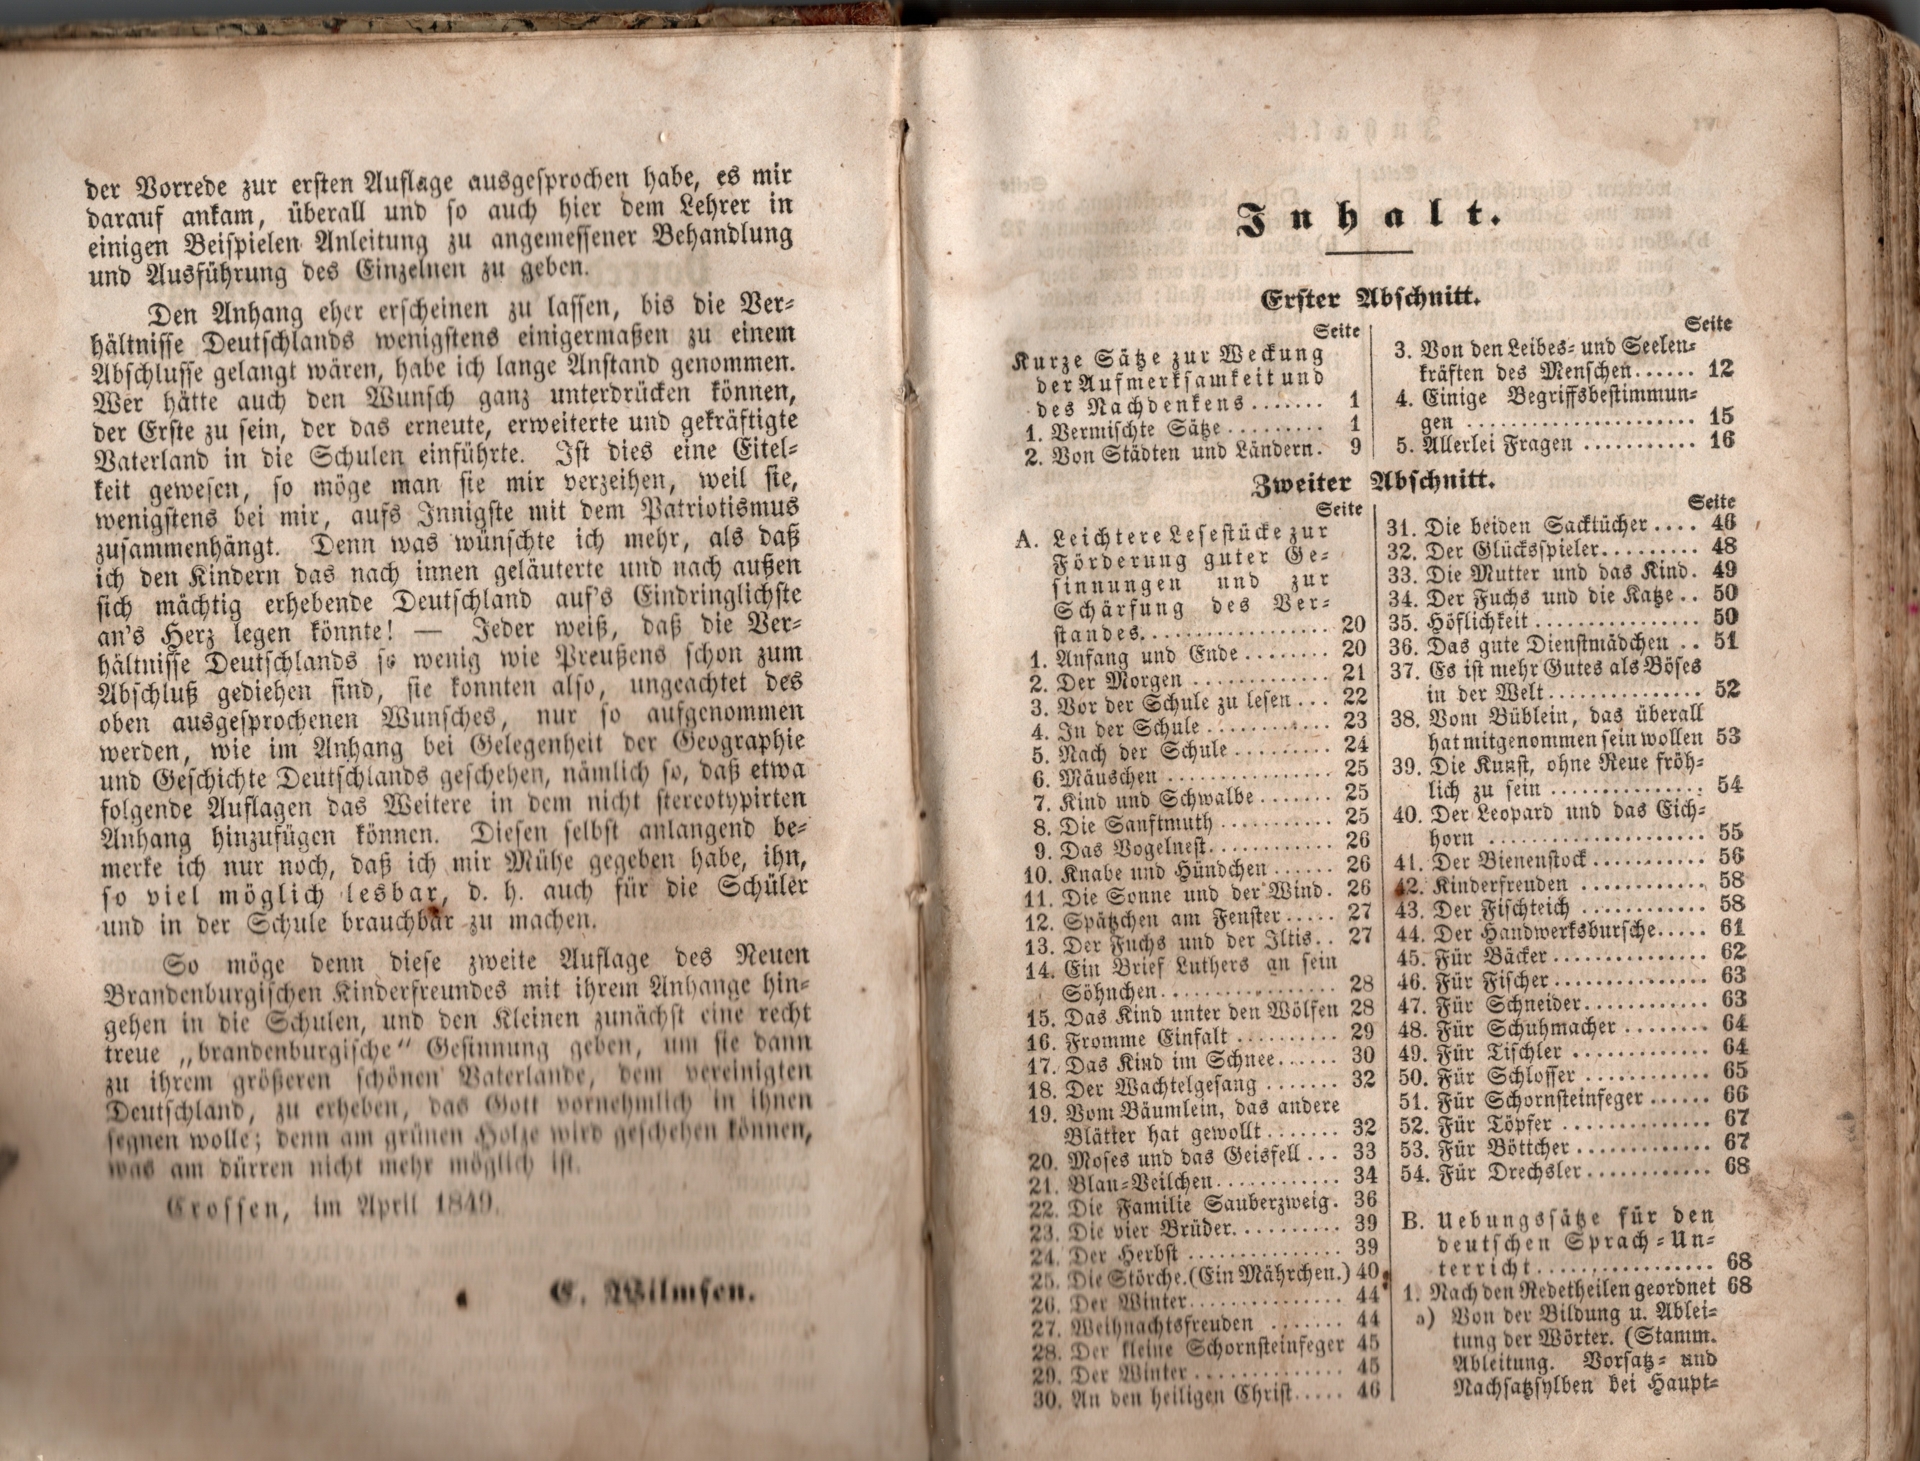 der Vorrede zur ersten Auflage ausgesprochen habe, es mir
darauf ankam, überall und so auch hier dem Lehrer in
einigen Beispielen Anleitung zu angemessener Behandlung
und Ausführung des Einzelnen zu geben.
Den Anhang eher erscheinen zu lassen, bis die Ver-
hältnisse Deutschlands wenigstens einigermaßen zu einem
Abschlusse gelangt wären, habe ich lange Anstand genommen.
Wer hätte auch den Wunsch ganz unterdrücken können,
der Erste zu sein, der das erneute, erweiterte und gekräftigte
Vaterland in die Schulen einführte. Ist dies eine Eitel-
keit gewesen, so möge man sie mir verzeihen, weil sie,
wenigstens bei mir, aufs Innigste mit dem Patriotismus
zusammenhängt. Denn was wünschte ich mehr, als daß
ich den Kindern das nach innen geläuterte und nach außen
sich mächtig erhebende Deutschland auf's Eindringlichste
an's Herz legen könnte! — Jeder weiß, daß die Ver-
hältnisse Deutschlands so wenig wie Preußens schon zum
Abschluß gediehen sind, sie konnten also, ungeachtet des
oben ausgesprochenen Wunsches, nur so aufgenommen
werden, wie im Anhang bei Gelegenheit der Geographie
und Geschichte Deutschlands geschehen, nämlich so, daß etwa
folgende Auflagen das Weitere in dem nicht stereotypirten
Anhang hinzufügen können. Diesen selbst anlangend be-
merke ich nur noch, daß ich mir Mühe gegeben habe, ihn,
so viel möglich lesbar, d. h. auch für die Schüler
und in der Schule brauchbar zu machen.
So möge denn diese zweite Auflage des Neuen
Brandenburgischen Kinderfreundes mit ihrem Anhange hin-
gehen in die Schulen, und den Kleinen zunächst eine recht
treue „brandenburgische“ Gesinnung geben, um sie dann
zu ihrem größeren schönen Vaterlande, dem vereinigten
Deutschland, zu erheben, das Gott vornehmlich in ihnen
segnen wolle; denn am grünen Holze wird geschehen können,
was am dürren nicht mehr möglich ist.
Crossen, im April 1849.
C. Wilmsen.
Inhalt.
Erster Abschnitt.
Seite
Kurze Sätze zur Weckung
der Aufmerksamkeit und
des Nachdenkens....... 1
1. Vermischte Sätze ......... 1
2. Von Städten und Ländern. 9
Seite
3. Von den Leibes- und Seelen-
kräften des Menschen...... 12
4. Einige Begriffsbestimmun-
gen ...................... 15
5. Allerlei Fragen .......... 16
Zweiter Abschnitt.
Seite
A. Leichtere Lesestücke zur
Förderung guter Ge-
sinnungen und zur
Schärfung des Ver-
standes.................. 20
1. Anfang und Ende ........ 20
2. Der Morgen ............. 21
3. Vor der Schule zu lesen ... 22
4. In der Schule ........... 23
5. Nach der Schule ......... 24
6. Mäuschen ............... 25
7. Kind und Schwalbe ....... 25
8. Die Sanftmuth .......... 25
9. Das Vogelnest........... 26
10. Knabe und Hündchen ...... 26
11. Die Sonne und der Wind. 26
12. Spätzchen am Fenster..... 27
13. Der Fuchs und der Iltis.. 27
14. Ein Brief Luthers an sein
Söhnchen................ 28
15. Das Kind unter den Wölfen 28
16. Fromme Einfalt .......... 29
17. Das Kind im Schnee...... 30
18. Der Wachtelgesang ....... 32
19. Vom Bäumlein, das andere
Blätter hat gewollt....... 32
20. Moses und das Geisfell ... 33
21. Blau-Veilchen............ 34
22. Die Familie Sauberzweig. 36
23. Die vier Brüder.......... 39
24. Der Herbst .............. 39
25. Die Störche.(Ein Mährchen.) 40
26. Der Winter.............. 44
27. Weihnachtsfreuden ....... 44
28. Der kleine Schornsteinfeger 45
29. Der Winter .............. 45
30. An den heiligen Christ..... 46
Seite
31. Die beiden Sacktücher.... 46
32. Der Glücksspieler......... 48
33. Die Mutter und das Kind. 49
34. Der Fuchs und die Katze.. 50
35. Höflichkeit ............... 50
36. Das gute Dienstmädchen .. 51
37. Es ist mehr Gutes als Böses
in der Welt.............. 52
38. Vom Büblein, das überall
hat mitgenommen sein wollen 53
39. Die Kunst, ohne Reue fröh-
lich zu sein .............. 54
40. Der Leopard und das Eich-
horn .................... 55
41. Der Bienenstock .......... 56
42. Kinderfreuden ........... 58
43. Der Fischteich ........... 58
44. Der Handwerksbursche..... 61
45. Für Bäcker .............. 62
46. Für Fischer.............. 63
47. Für Schneider........... 63
48. Für Schuhmacher ........ 64
49. Für Tischler ............ 64
50. Für Schlosser ........... 65
51. Für Schornsteinfeger ...... 66
52. Für Töpfer ............. 67
53. Für Böttcher ............ 67
54. Für Drechsler........... 68
B. Uebungssätze für den
deutschen Sprach-Un-
terricht................. 68
1. Nach den Redetheilen geordnet 68
a) Von der Bildung u. Ablei-
tung der Wörter. (Stamm.
Ableitung. Vorsatz- und
Nachsatzsylben bei Haupt-